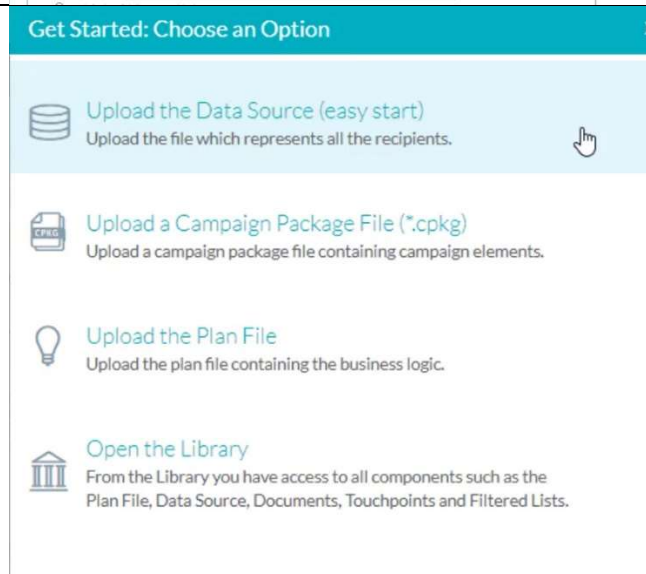 Get Started: Choose an Option
Upload the Data Source (easy start)
Upload the file which represents all the recipients.
CPKG
Upload a Campaign Package File (*.cpkg)
Upload a campaign package file containing campaign elements.
Upload the Plan File
Upload the plan file containing the business logic.
Open the Library
From the Library you have access to all components such as the
Plan File, Data Source, Documents, Touchpoints and Filtered Lists.